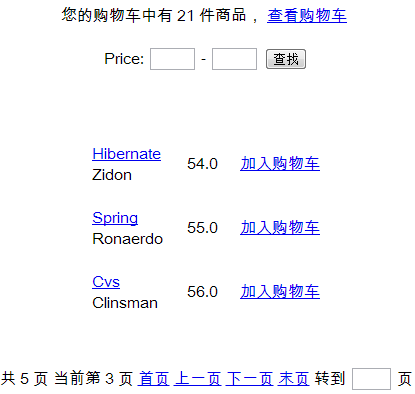 您的购物车中有 21 件商品， 查看购物车
Price: - 查找
Hibernate
Zidon
54.0 加入购物车
Spring
Ronaerdo
55.0 加入购物车
Cvs
Clinsman
56.0 加入购物车
共 5 页 当前第 3 页 首页 上一页 下一页 末页 转到 页